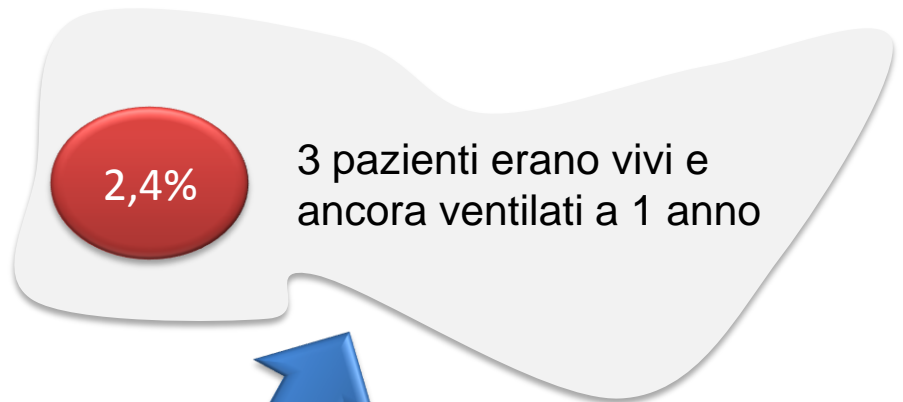 2,4%
3 pazienti erano vivi e
ancora ventilati a 1 anno